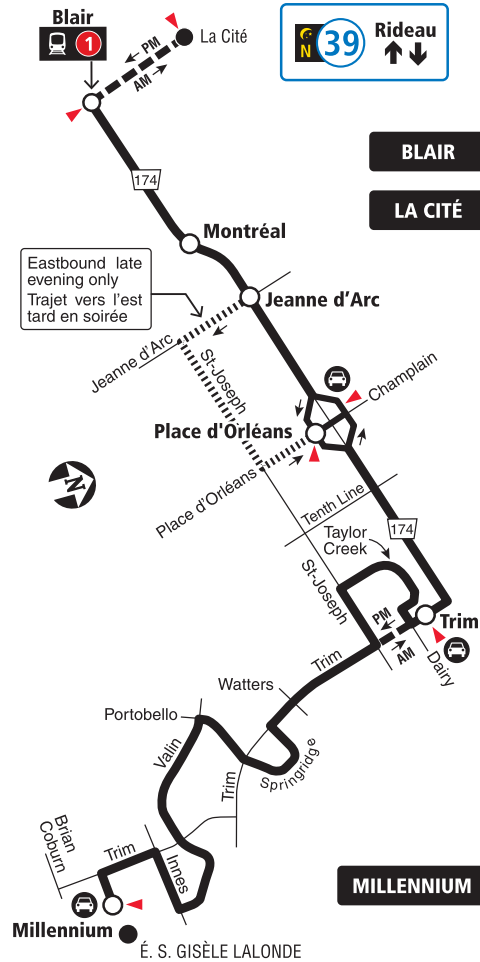 Blair
1
La Cité
PM
AM
N
39
Rideau
BLAIR
LA CITÉ
174
Montréal
Eastbound late
evening only
Trajet vers l'est
tard en soirée
Jeanne d'Arc
Jeanne d'Arc
St-Joseph
Champlain
Place d'Orléans
Place d'Orléans
N
Tenth Line
174
Taylor
Creek
St-Joseph
PM
AM
Trim
Dairy
Trim
Watters
Portobello
Valin
Trim
Springridge
Brian
Coburn
Trim
Innes
MILLENNIUM
Millennium
É. S. GISÈLE LALONDE